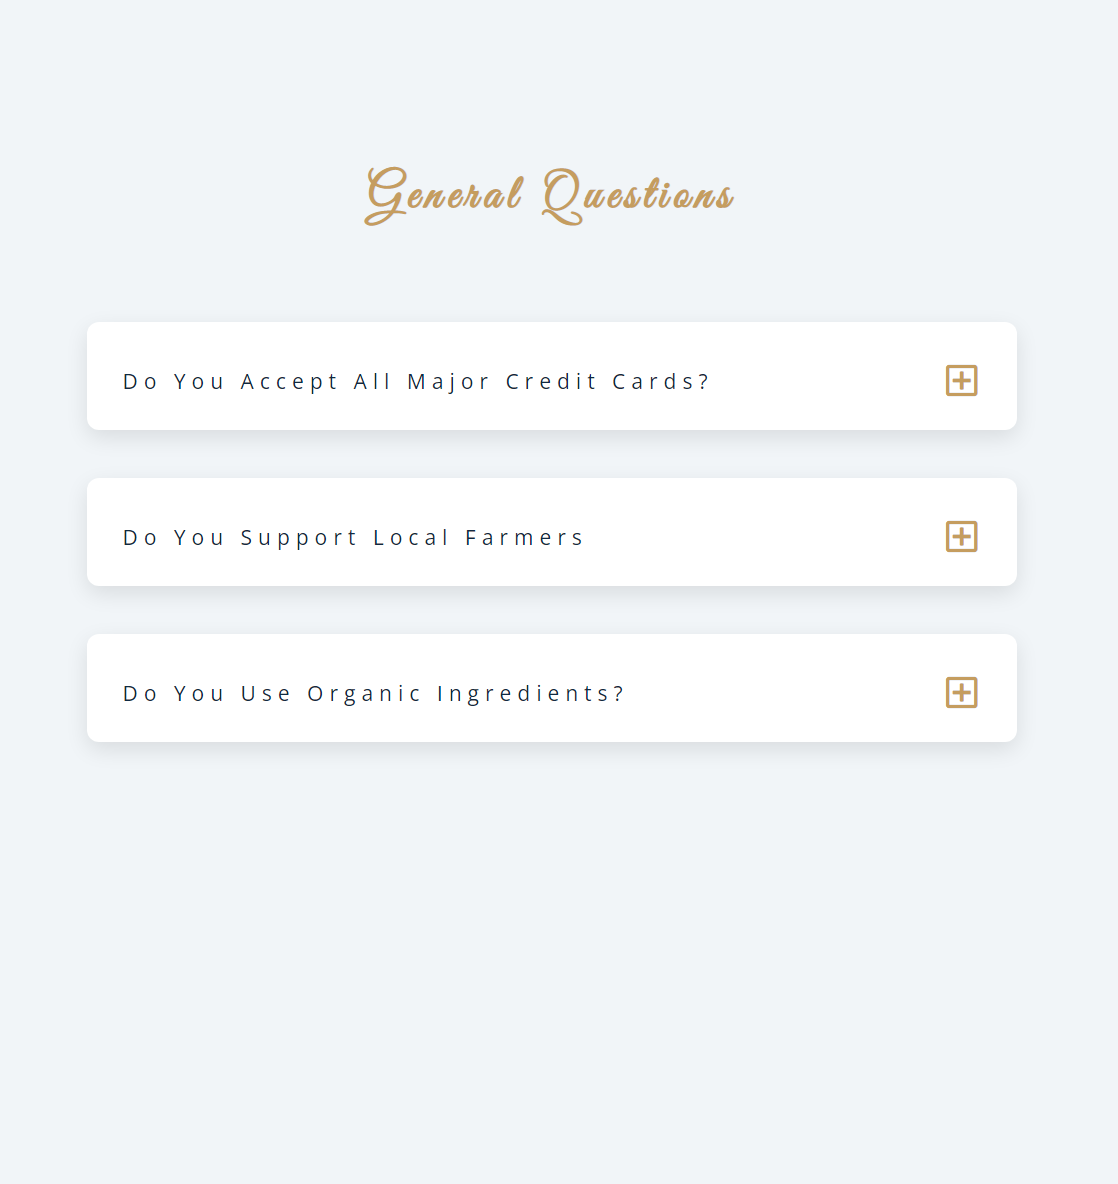 General Questions
Do You Accept All Major Credit Cards?
Do You Support Local Farmers
Do You Use Organic Ingredients?